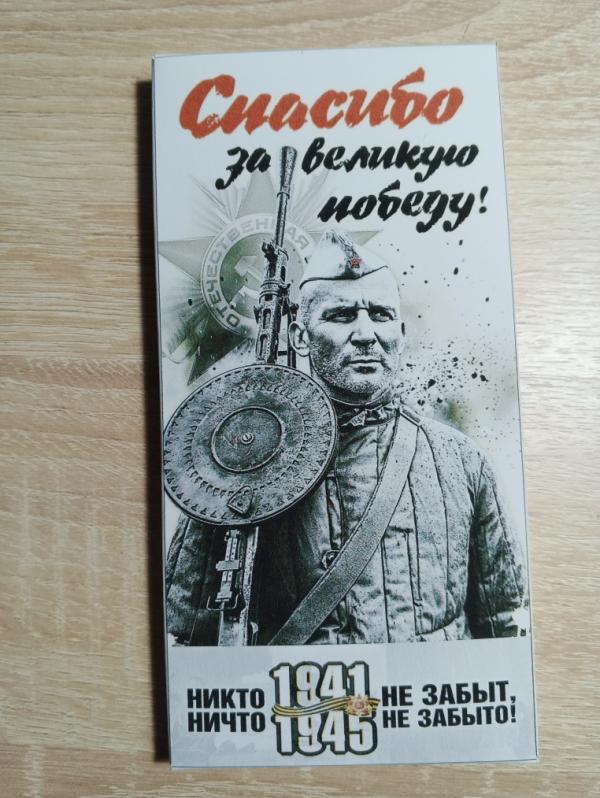 Спасибо
за великую
победу!
ОТЕЧЕСТВЕННАЯ
НИКТО 1941 НЕ ЗАБЫТ,
НИЧТО 1945 НЕ ЗАБЫТО!